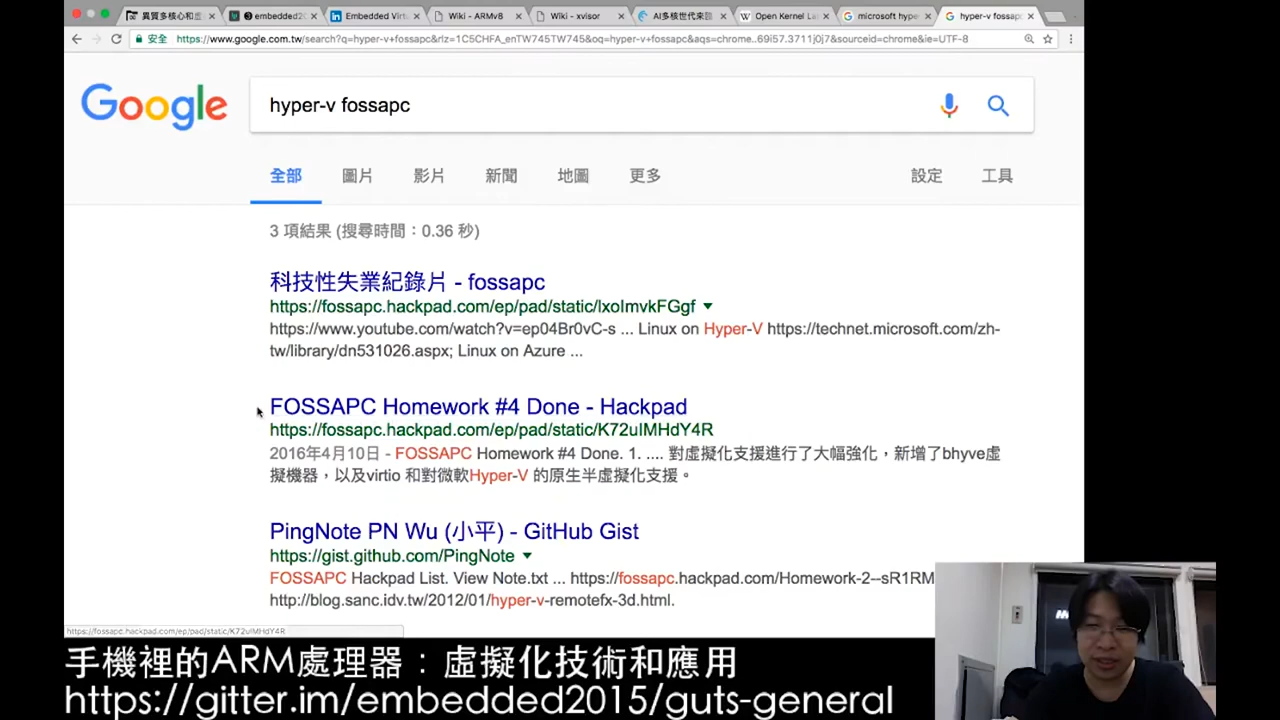 異質多核心和虛
embedded2
Embedded Virtu
Wiki - ARMv8
Wiki - xvisor
AI多核世代來臨
Open Kernel La
microsoft hype
hyper-v fossap
安全 https://www.google.com.tw/search?q=hyper-v+fossapc&rlz=1C5CHFA_enTW745TW745&oq=hyper-v+fossapc&aqs=chrome..69i57.3711j0j7&sourceid=chrome&ie=UTF-8
Google
hyper-v fossapc
全部 圖片 影片 新聞 地圖 更多 設定 工具
3 項結果 (搜尋時間：0.36 秒)
科技性失業紀錄片 - fossapc
https://fossapc.hackpad.com/ep/pad/static/lxoImvkFGgf
https://www.youtube.com/watch?v=ep04Br0vC-s ... Linux on Hyper-V https://technet.microsoft.com/zh-
tw/library/dn531026.aspx; Linux on Azure ...
FOSSAPC Homework #4 Done - Hackpad
https://fossapc.hackpad.com/ep/pad/static/K72ulMHdY4R
2016年4月10日 - FOSSAPC Homework #4 Done. 1. .... 對虛擬化支援進行了大幅強化，新增了bhyve虛
擬機器，以及virtio 和對微軟Hyper-V 的原生半虛擬化支援。
PingNote PN Wu (小平) - GitHub Gist
https://gist.github.com/PingNote
FOSSAPC Hackpad List. View Note.txt ... https://fossapc.hackpad.com/Homework-2--sR1RM
http://blog.sanc.idv.tw/2012/01/hyper-v-remotefx-3d.html.
https://fossapc.hackpad.com/ep/pad/static/K72ulMHdY4R
手機裡的ARM處理器：虛擬化技術和應用
https://gitter.im/embedded2015/guts-general